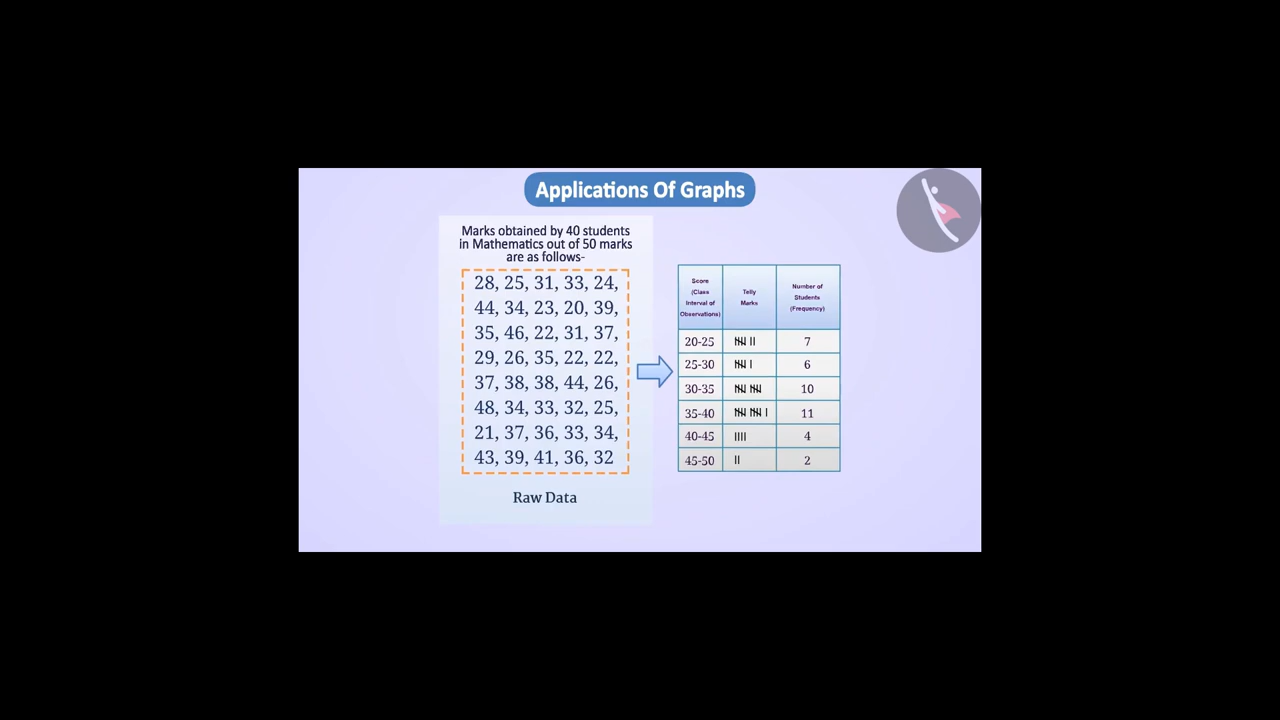 Applications Of Graphs
Marks obtained by 40 students
in Mathematics out of 50 marks
are as follows-
28, 25, 31, 33, 24,
44, 34, 23, 20, 39,
35, 46, 22, 31, 37,
29, 26, 35, 22, 22,
37, 38, 38, 44, 26,
48, 34, 33, 32, 25,
21, 37, 36, 33, 34,
43, 39, 41, 36, 32
Raw Data
Score
(Class
Interval of
Observations)
Telly
Marks
Number of
Students
(Frequency)
20-25 7
25-30 6
30-35 10
35-40 11
40-45 4
45-50 2